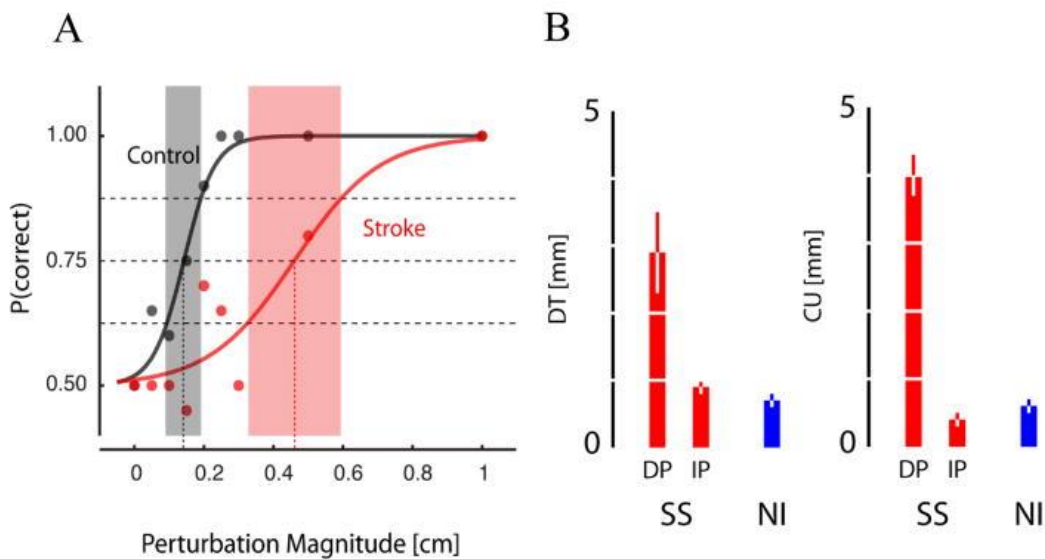 A
P(correct)
1.00
0.75
0.50
Control
Stroke
0 0.2 0.4 0.6 0.8 1
Perturbation Magnitude [cm]
B
DT [mm]
5
0
DP IP
SS NI
CU [mm]
5
0
DP IP
SS NI